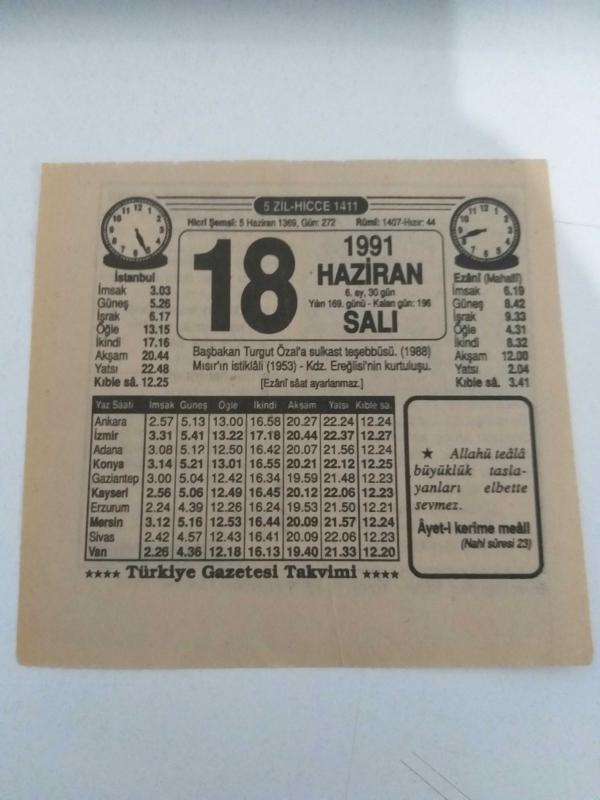 5 ZİL-HİCCE 1411
Hicrî Şemsî: 5 Haziran 1369, Gün: 272 Rûmî: 1407-Hızır: 44
18
1991
HAZİRAN
6. ay, 30 gün
Yılın 169. günü - Kalan gün: 196
SALI
Başbakan Turgut Özal'a suikast teşebbüsü. (1988)
Mısır'ın istiklâli (1953) - Kdz. Ereğlisi'nin kurtuluşu.
[Ezânî sâat ayarlanmaz.]
İstanbul
İmsak 3.03
Güneş 5.26
İşrak 6.17
Öğle 13.15
İkindi 17.16
Akşam 20.44
Yatsı 22.48
Kıble sâ. 12.25
Ezânî (Mahallî)
İmsak 6.19
Güneş 8.42
İşrak 9.33
Öğle 4.31
İkindi 8.32
Akşam 12.00
Yatsı 2.04
Kıble sâ. 3.41
Yaz Saati İmsak Güneş Öğle İkindi Akşam Yatsı Kıble sa.
Ankara 2.57 5.13 13.00 16.58 20.27 22.24 12.24
İzmir 3.31 5.41 13.22 17.18 20.44 22.37 12.27
Adana 3.08 5.12 12.50 16.42 20.07 21.56 12.24
Konya 3.14 5.21 13.01 16.55 20.21 22.12 12.25
Gaziantep 3.00 5.04 12.42 16.34 19.59 21.48 12.23
Kayseri 2.56 5.06 12.49 16.45 20.12 22.06 12.23
Erzurum 2.24 4.39 12.26 16.24 19.53 21.50 12.21
Mersin 3.12 5.16 12.53 16.44 20.09 21.57 12.24
Sivas 2.42 4.57 12.43 16.41 20.09 22.06 12.23
Van 2.26 4.36 12.18 16.13 19.40 21.33 12.20
★★★★ Türkiye Gazetesi Takvimi ★★★★
★ Allahü teâlâ
büyüklük tasla-
yanları elbette
sevmez.
Âyet-i kerime meâli
(Nahl sûresi 23)